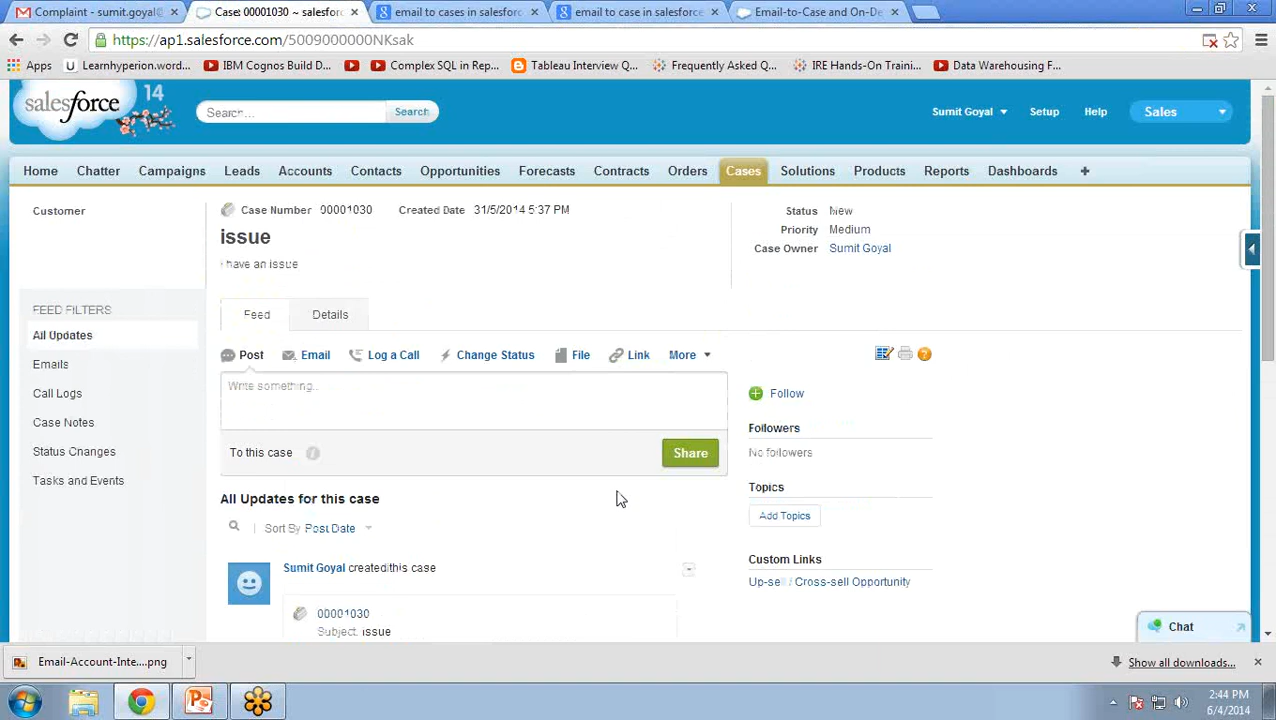 Complaint - sumit.goyal@
Case: 00001030 ~ salesforc
email to cases in salesforc
email to case in salesforc
Email-to-Case and On-De
https://ap1.salesforce.com/5009000000NKsak
Apps
Learnhyperion.word...
IBM Cognos Build D...
Complex SQL in Rep...
Tableau Interview Q...
Frequently Asked Q...
IRE Hands-On Traini...
Data Warehousing F...
salesforce 14
Search...
Search
Sumit Goyal
Setup
Help
Sales
Home
Chatter
Campaigns
Leads
Accounts
Contacts
Opportunities
Forecasts
Contracts
Orders
Cases
Solutions
Products
Reports
Dashboards
Customer
Case Number 00001030
Created Date 31/5/2014 5:37 PM
issue
i have an issue
Status New
Priority Medium
Case Owner Sumit Goyal
FEED FILTERS
All Updates
Emails
Call Logs
Case Notes
Status Changes
Tasks and Events
Feed
Details
Post
Email
Log a Call
Change Status
File
Link
More
Write something...
To this case
Share
All Updates for this case
Sort By Post Date
Sumit Goyal created this case
00001030
Subject: issue
Follow
Followers
No followers
Topics
Add Topics
Custom Links
Up-sell / Cross-sell Opportunity
Chat
Email-Account-Inte....png
Show all downloads...
2:44 PM
6/4/2014